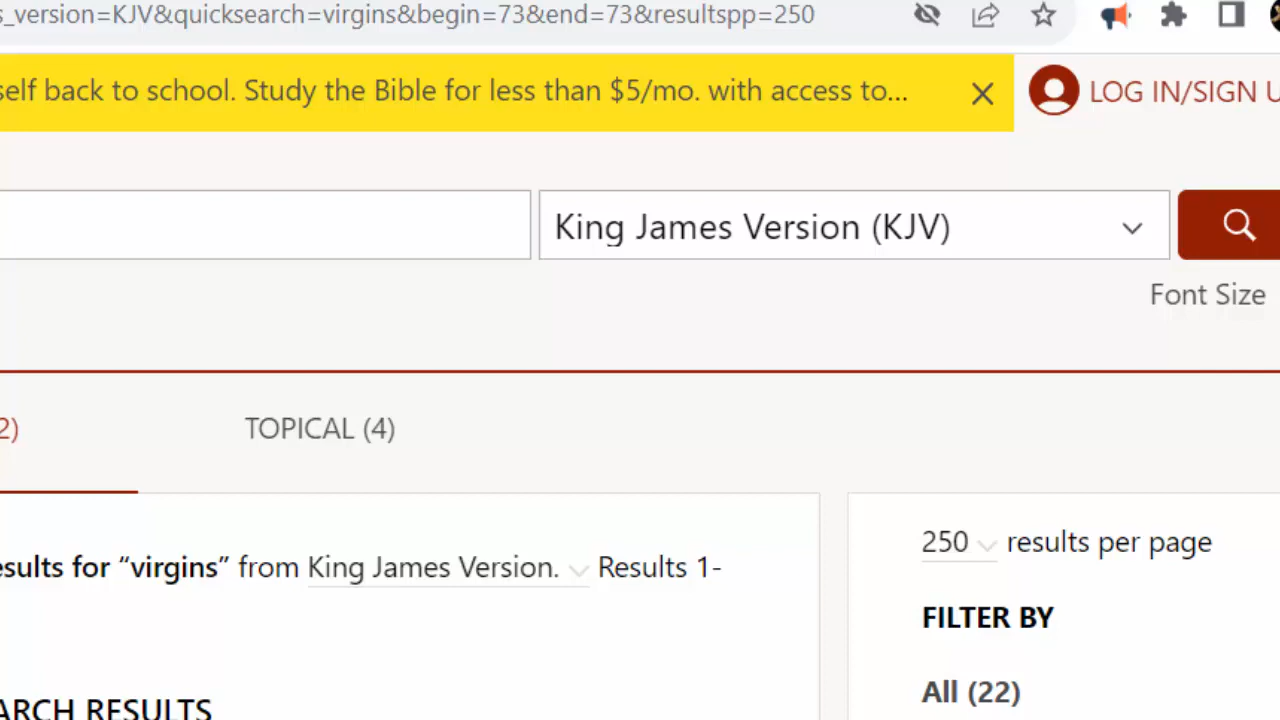 s_version=KJV&quicksearch=virgins&begin=73&end=73&resultspp=250
self back to school. Study the Bible for less than $5/mo. with access to...
LOG IN/SIGN U
King James Version (KJV)
Font Size
2)
TOPICAL (4)
esults for “virgins” from King James Version. Results 1-
250 results per page
FILTER BY
All (22)
ARCH RESULTS